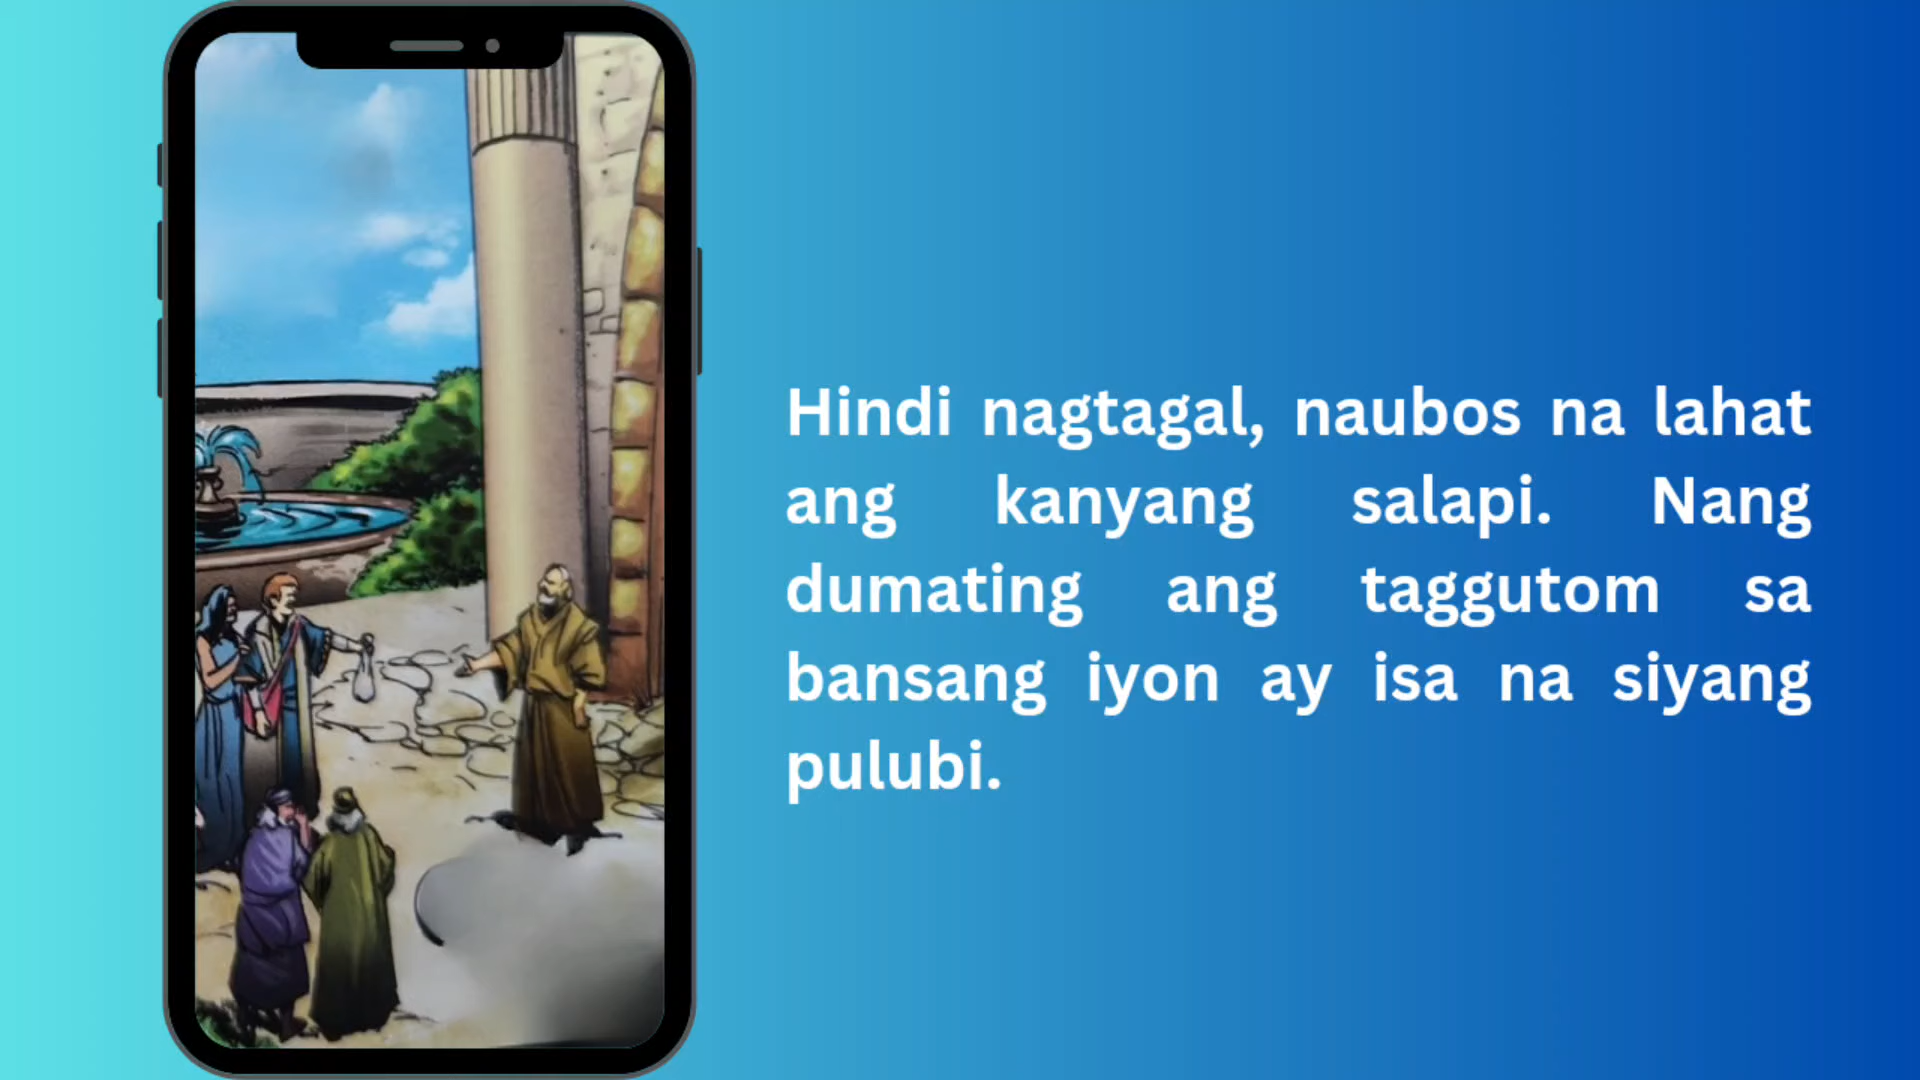 Hindi nagtagal, naubos na lahat
ang kanyang salapi. Nang
dumating ang taggutom sa
bansang iyon ay isa na siyang
pulubi.